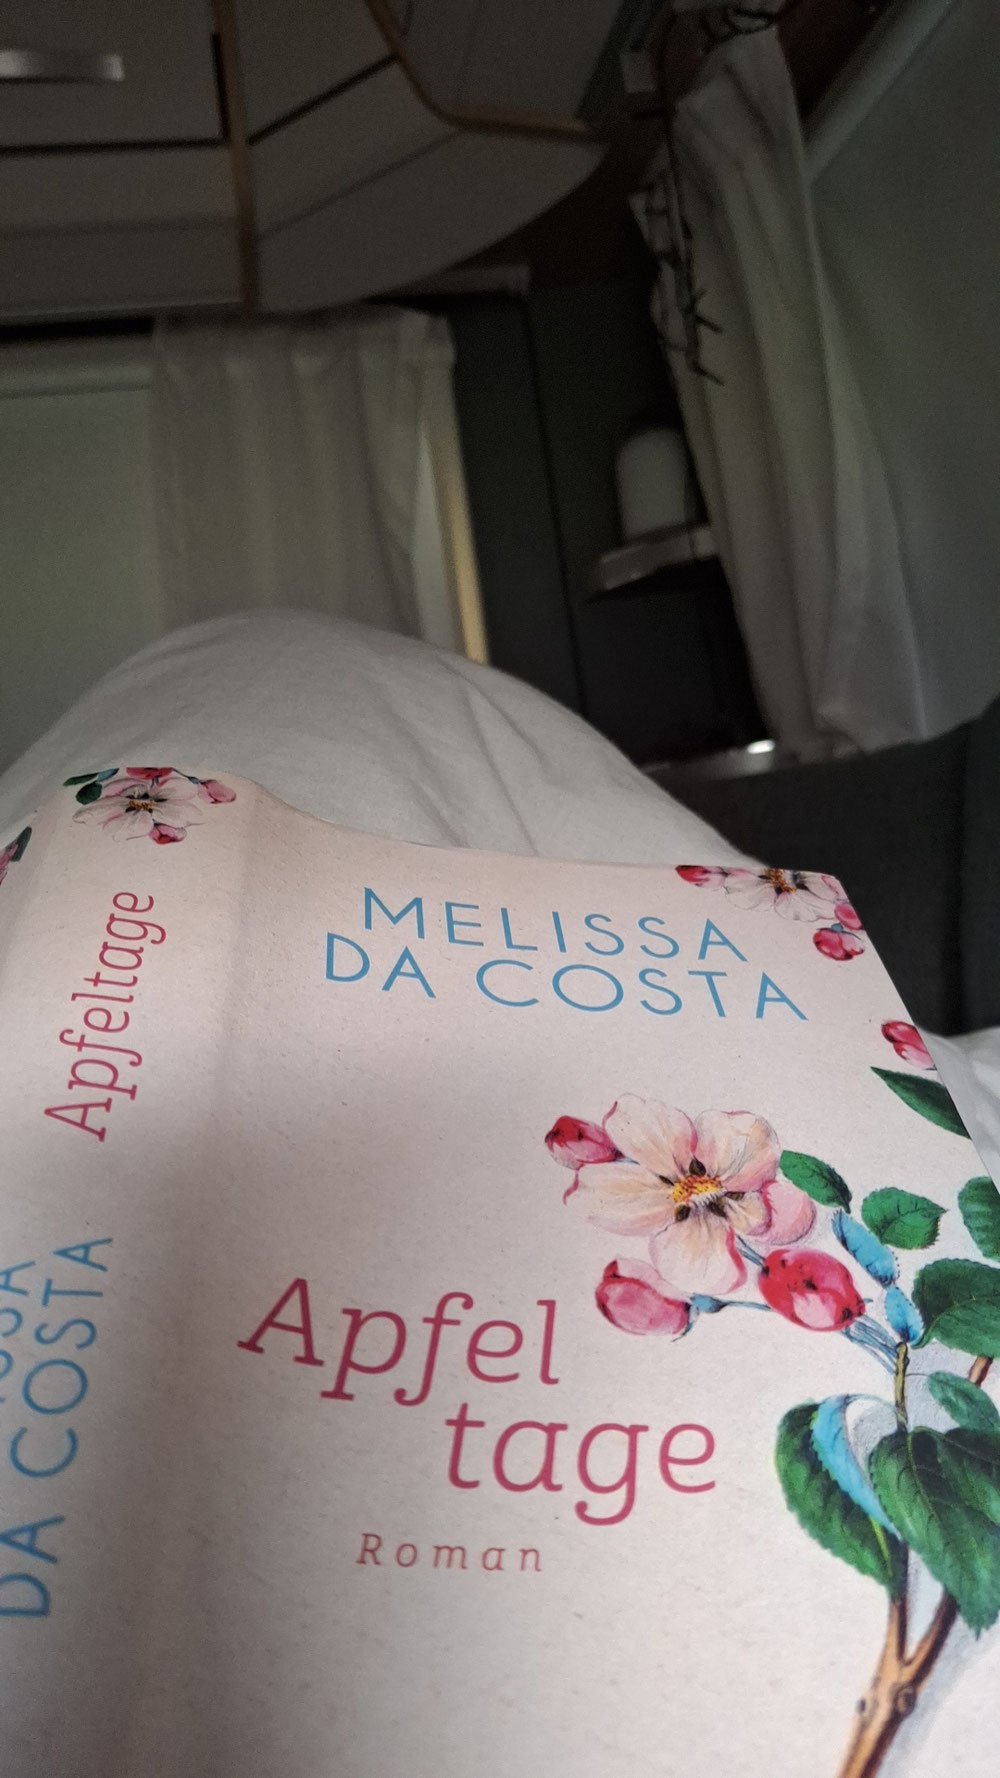 MELISSA
DA COSTA
Apfel
tage
Roman
Apfeltage
DA COSTA